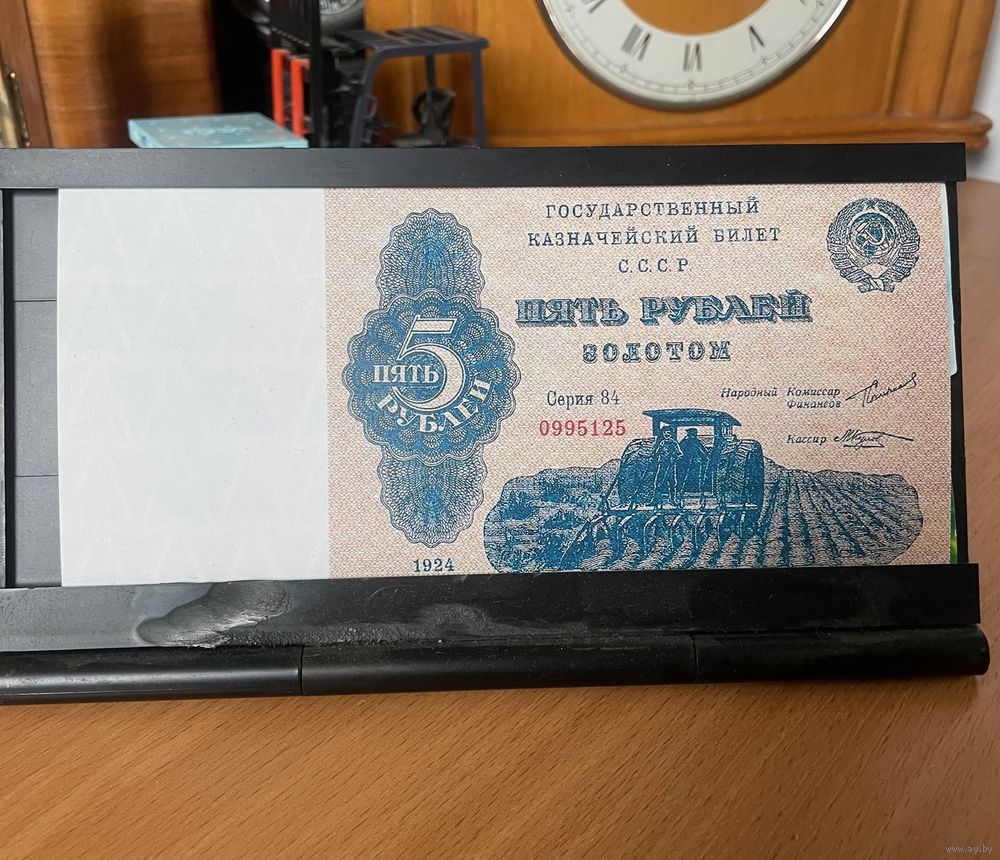 ГОСУДАРСТВЕННЫЙ
КАЗНАЧЕЙСКИЙ БИЛЕТ
С.С.С.Р.
ПЯТЬ РУБЛЕЙ
ЗОЛОТОМ
5
ПЯТЬ
РУБЛЕЙ
Серия 84
0995125
Народный Комиссар
Финансов
Кассир
1924
www.ay.by